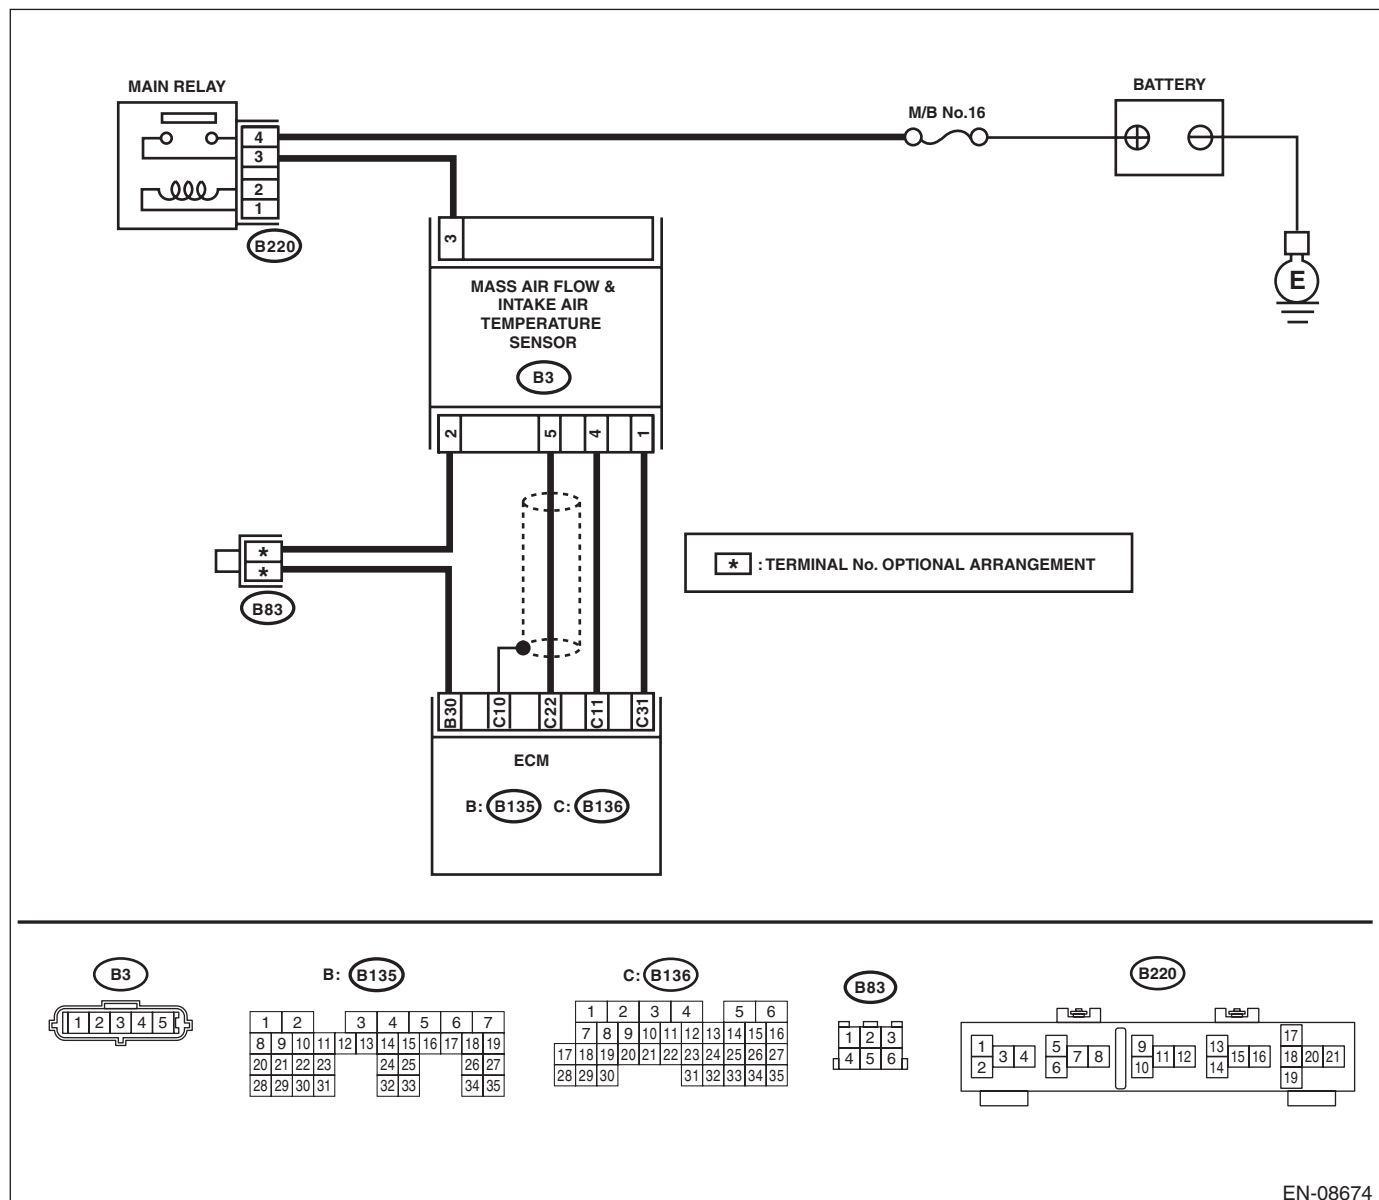 MAIN RELAY
BATTERY
M/B No.16
4
3
2
1
B220
E
3
MASS AIR FLOW &
INTAKE AIR
TEMPERATURE
SENSOR
B3
2 5 4 1
*
*
B83
* : TERMINAL No. OPTIONAL ARRANGEMENT
B30 C10 C22 C11 C31
ECM
B: B135 C: B136
B3
1 2 3 4 5
B: B135
1 2 3 4 5 6 7
8 9 10 11 12 13 14 15 16 17 18 19
20 21 22 23 24 25 26 27
28 29 30 31 32 33 34 35
C: B136
1 2 3 4 5 6
7 8 9 10 11 12 13 14 15 16
17 18 19 20 21 22 23 24 25 26 27
28 29 30 31 32 33 34 35
B83
1 2 3
4 5 6
B220
1 3 4 5 7 8 9 11 12 13 15 16 17
2 6 10 14 18 20 21
19
EN-08674